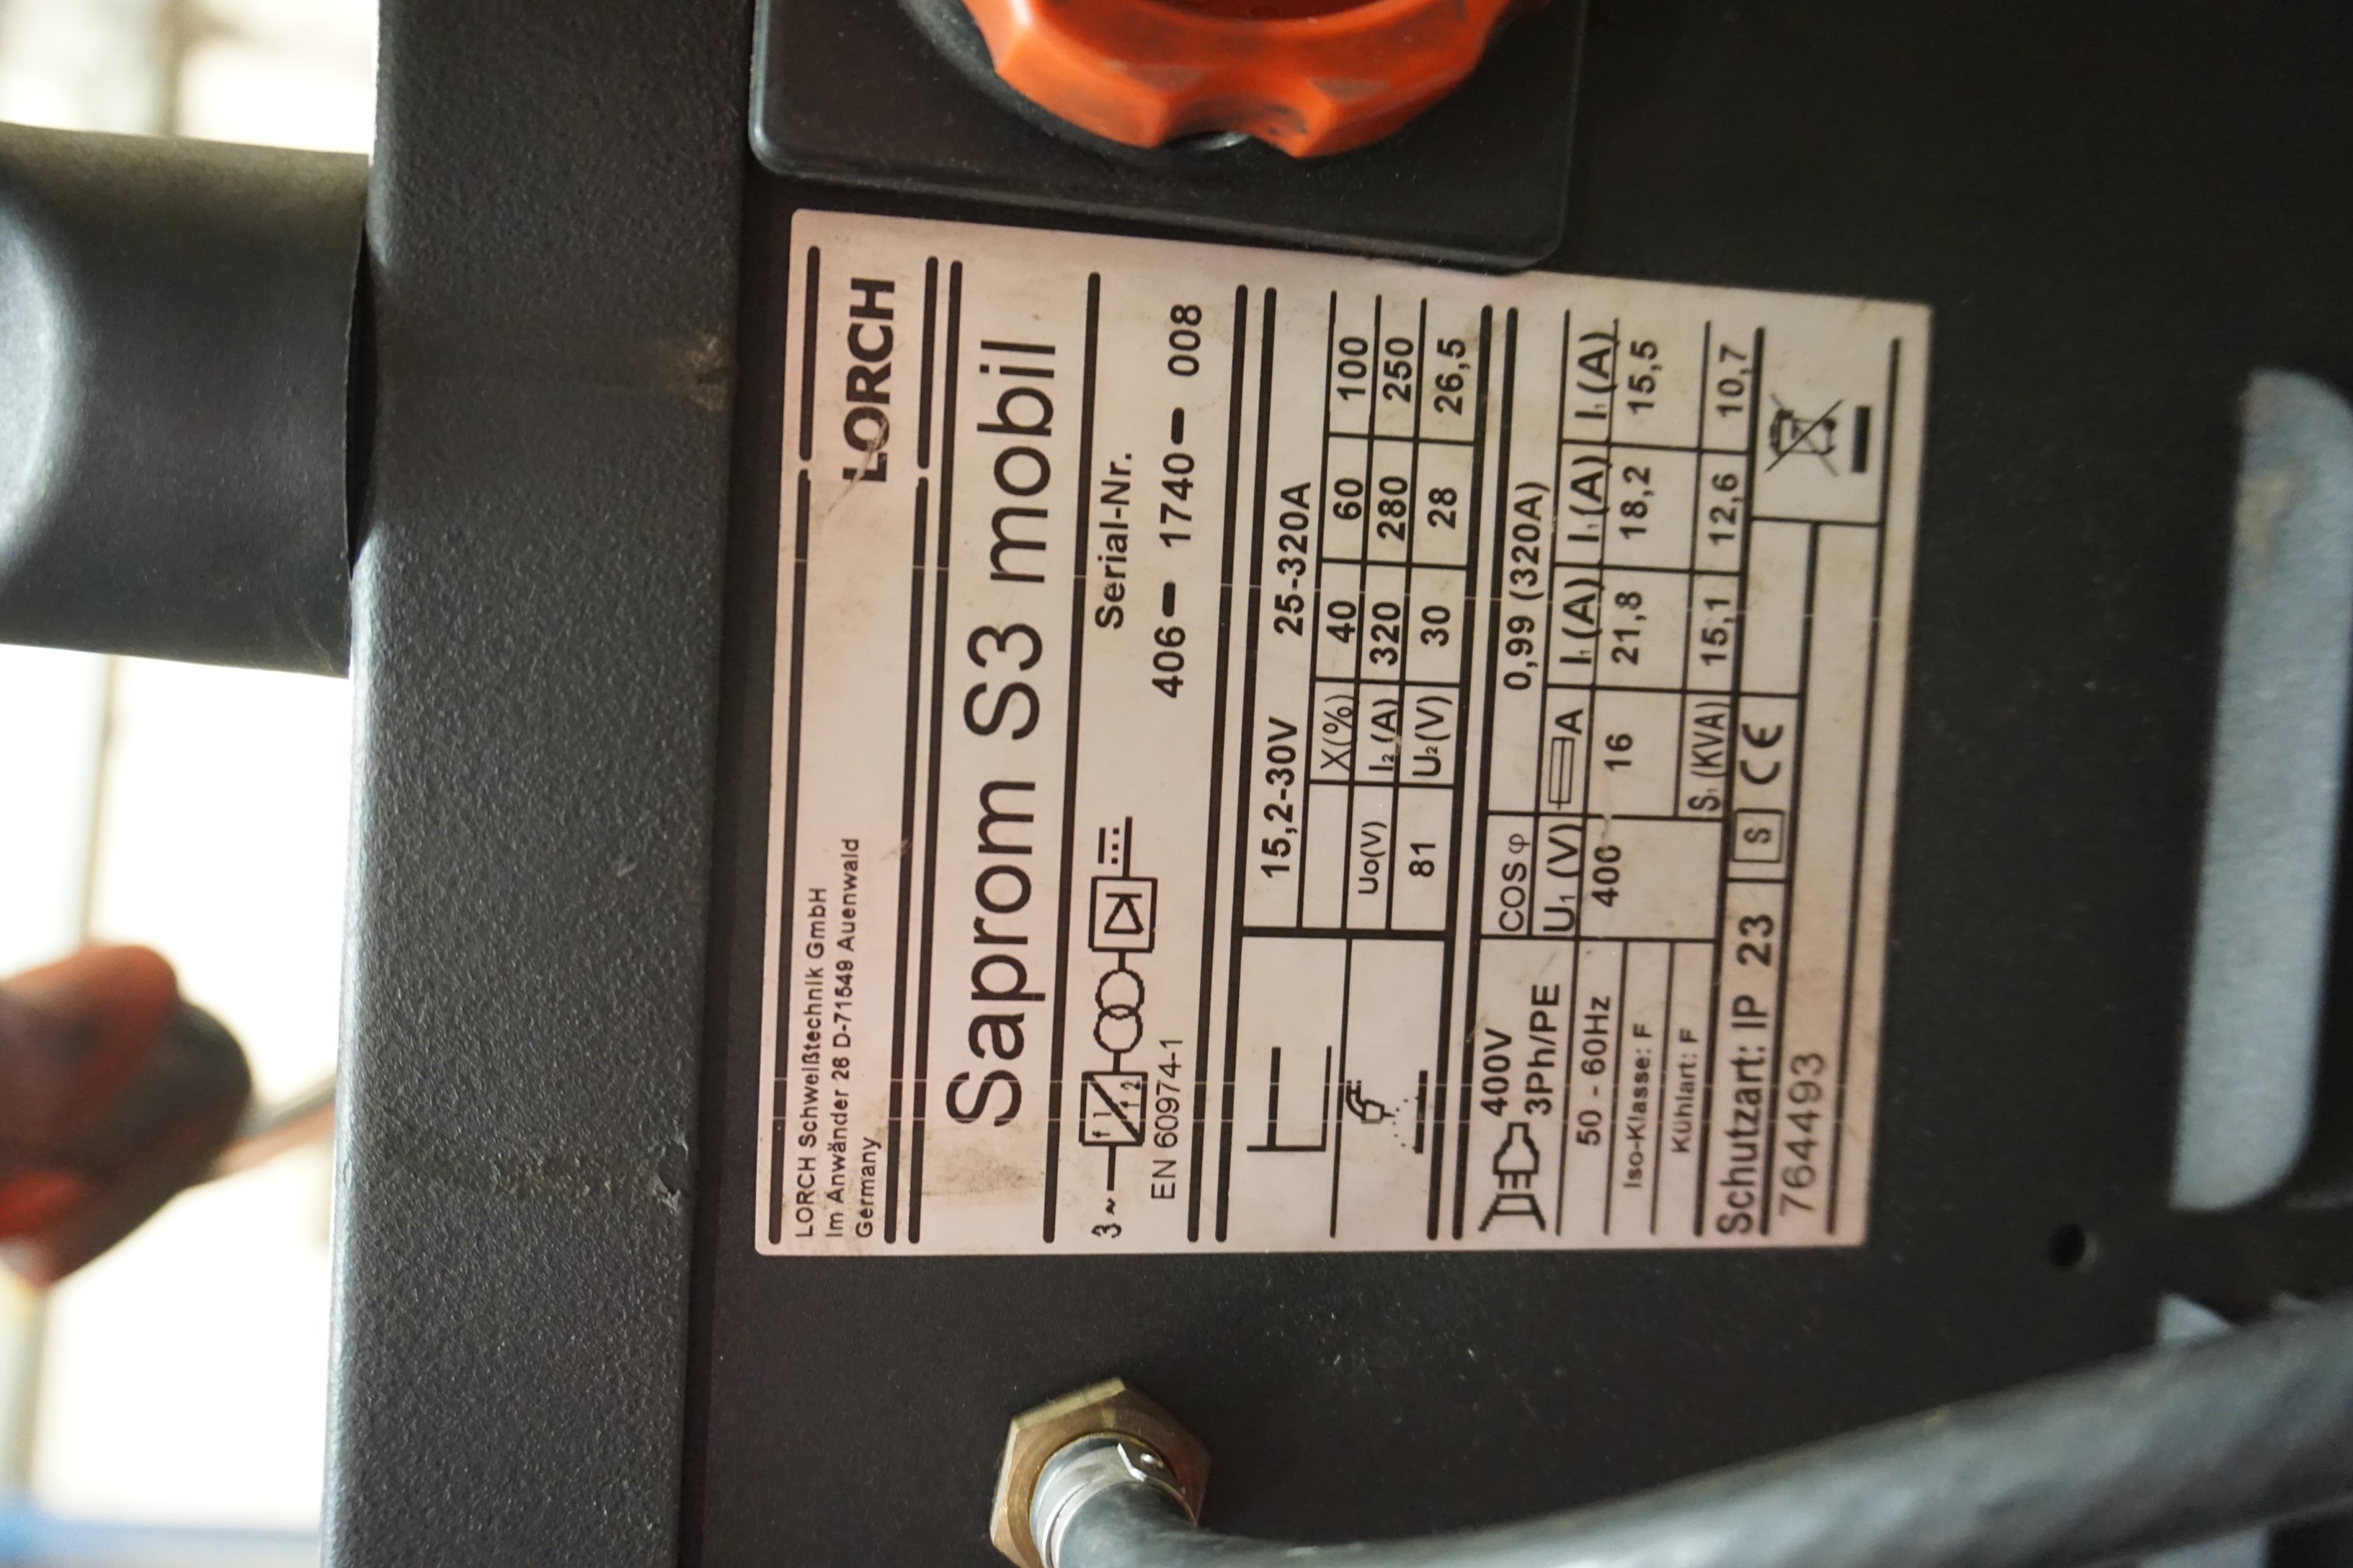 LORCH Schweißtechnik GmbH
Im Anwänder 26 D-71549 Auenwald
Germany
LORCH
Saprom S3 mobil
3~
f1
f2
EN 60974-1
Serial-Nr.
406- 1740- 008
15,2-30V 25-320A
X(%) 40 60 100
Uo(V) I₂ (A) 320 280 250
81 U₂(V) 30 28 26,5
400V
3Ph/PE
COS φ 0,99 (320A)
U₁ (V) A I₁(A) I₁(A) I₁(A)
50 - 60Hz 400 16 21,8 18,2 15,5
Iso-Klasse: F
Kühlart: F S₁ (KVA) 15,1 12,6 10,7
Schutzart: IP 23 S CE
764493